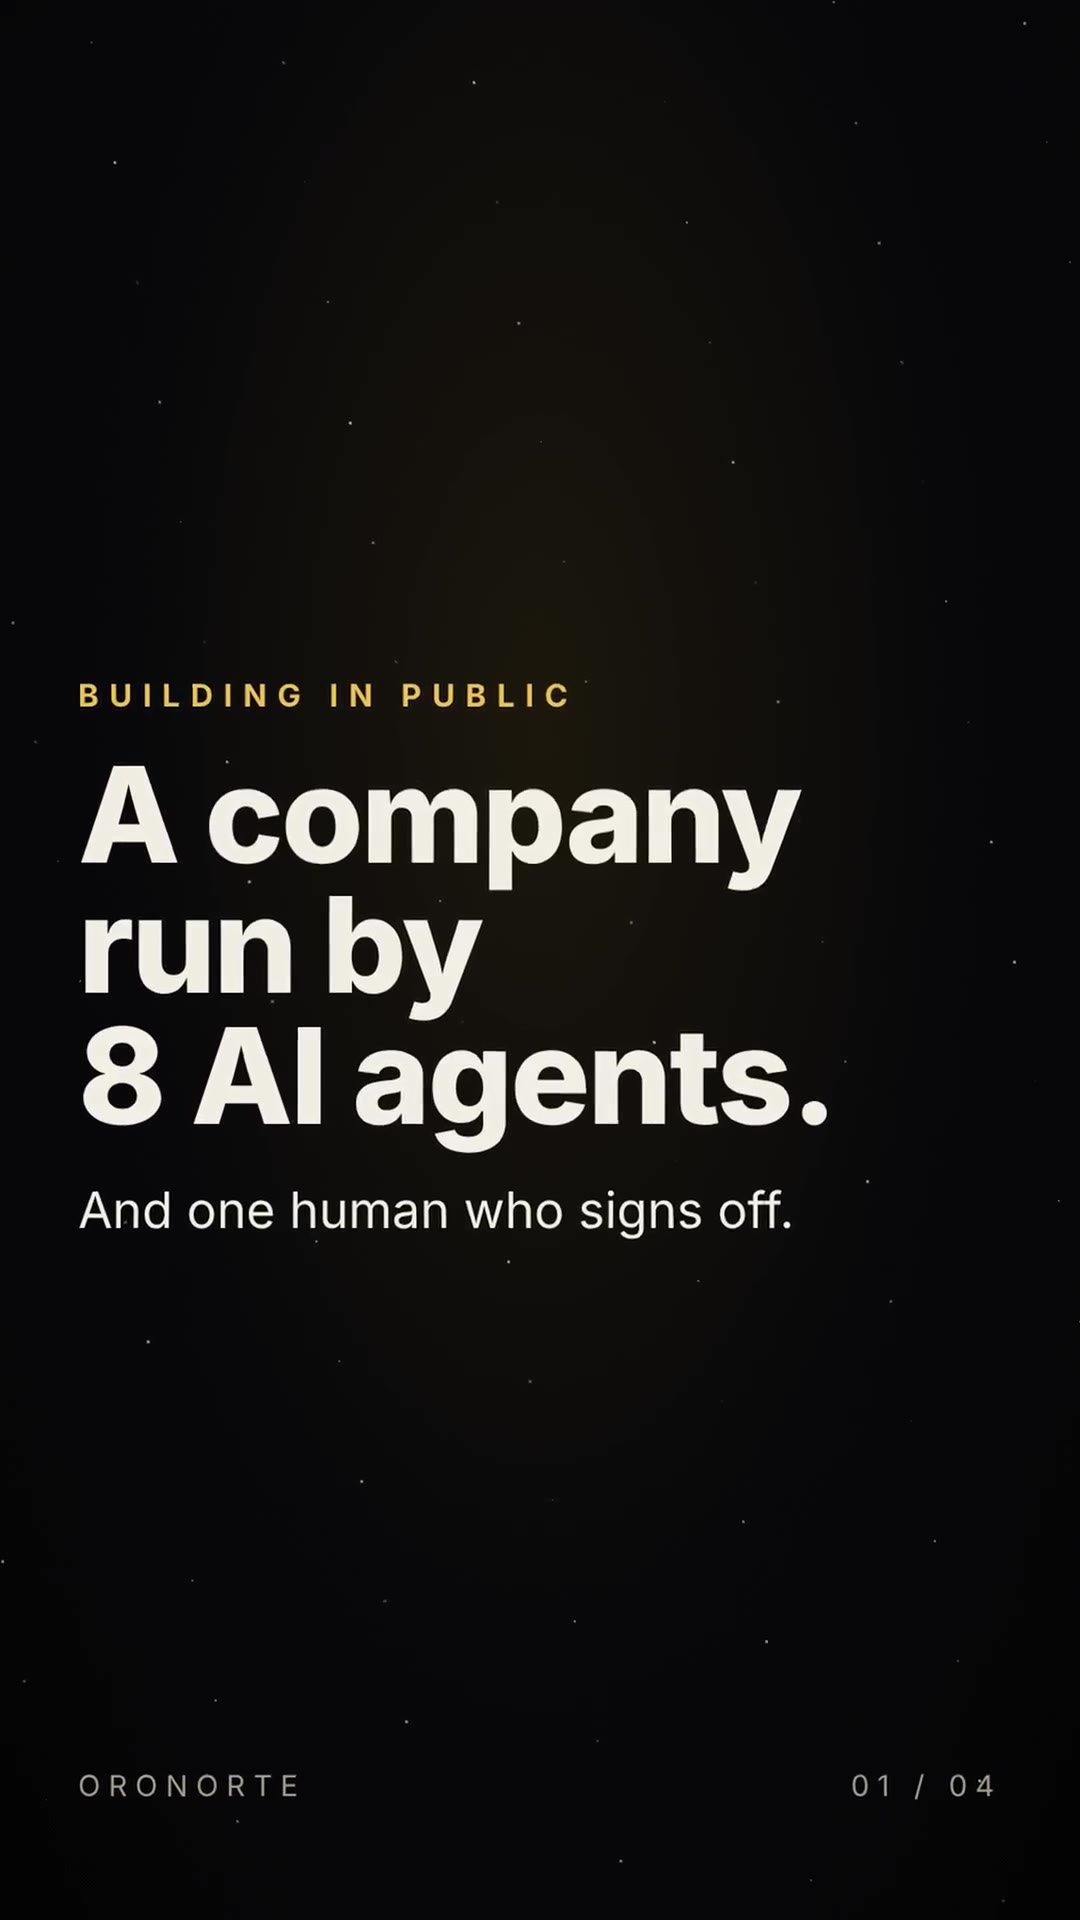 BUILDING IN PUBLIC
A company
run by
8 AI agents.
And one human who signs off.
ORONORTE
01 / 04